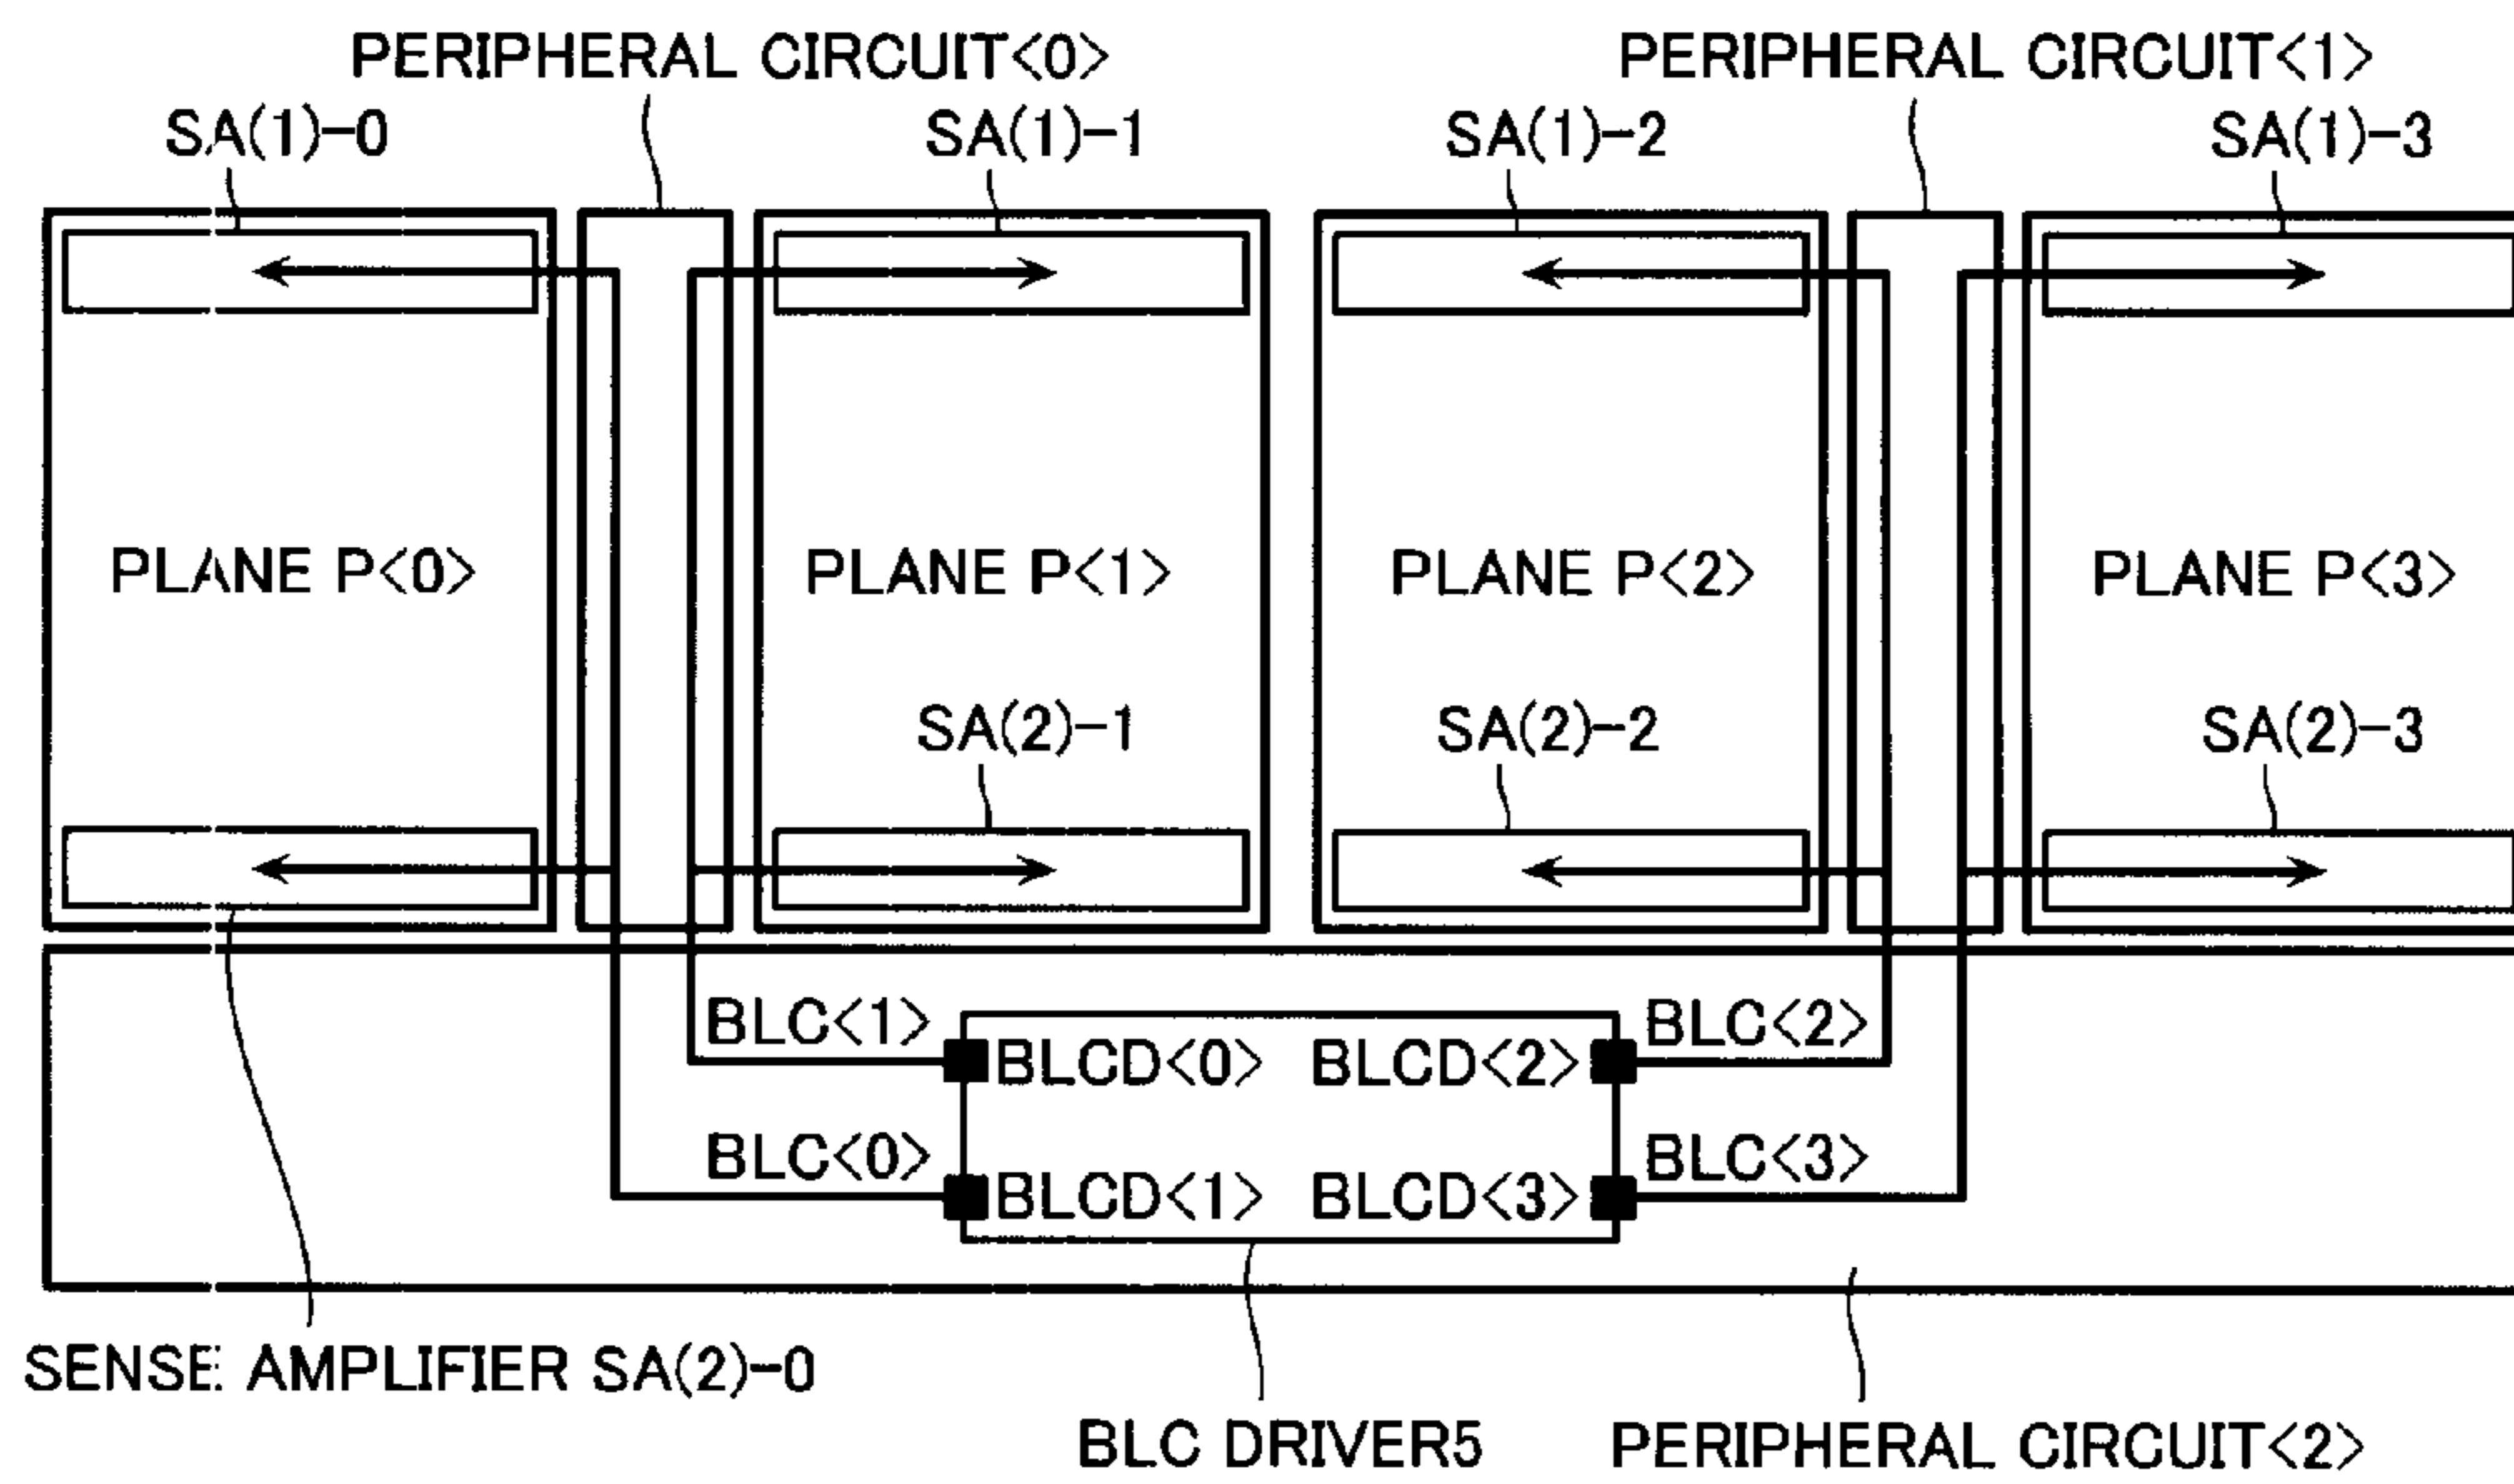 PERIPHERAL CIRCUIT<0>
PERIPHERAL CIRCUIT<1>
SA(1)-0
SA(1)-1
SA(1)-2
SA(1)-3
PLANE P<0>
PLANE P<1>
PLANE P<2>
PLANE P<3>
SA(2)-1
SA(2)-2
SA(2)-3
BLC<1>
BLC<2>
BLCD<0>
BLCD<2>
BLC<0>
BLC<3>
BLCD<1>
BLCD<3>
SENSE AMPLIFIER SA(2)-0
BLC DRIVER5
PERIPHERAL CIRCUIT<2>